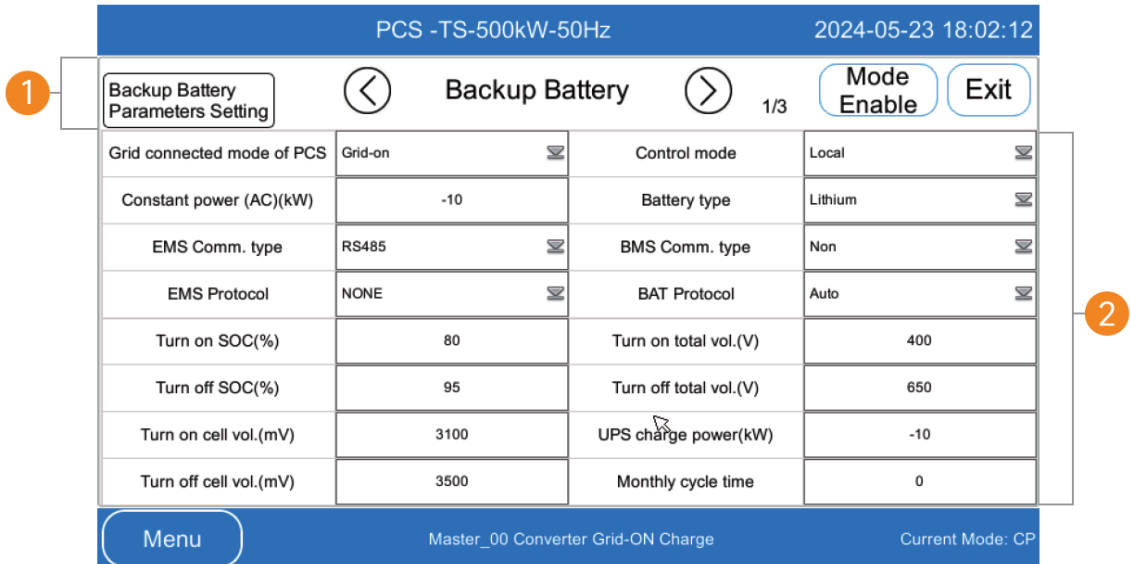 PCS -TS-500kW-50Hz 2024-05-23 18:02:12
1
Backup Battery
Parameters Setting
Backup Battery
1/3
Mode
Enable
Exit
Grid connected mode of PCS Grid-on Control mode Local
Constant power (AC)(kW) -10 Battery type Lithium
EMS Comm. type RS485 BMS Comm. type Non
EMS Protocol NONE BAT Protocol Auto
2
Turn on SOC(%) 80 Turn on total vol.(V) 400
Turn off SOC(%) 95 Turn off total vol.(V) 650
Turn on cell vol.(mV) 3100 UPS charge power(kW) -10
Turn off cell vol.(mV) 3500 Monthly cycle time 0
Menu Master_00 Converter Grid-ON Charge Current Mode: CP